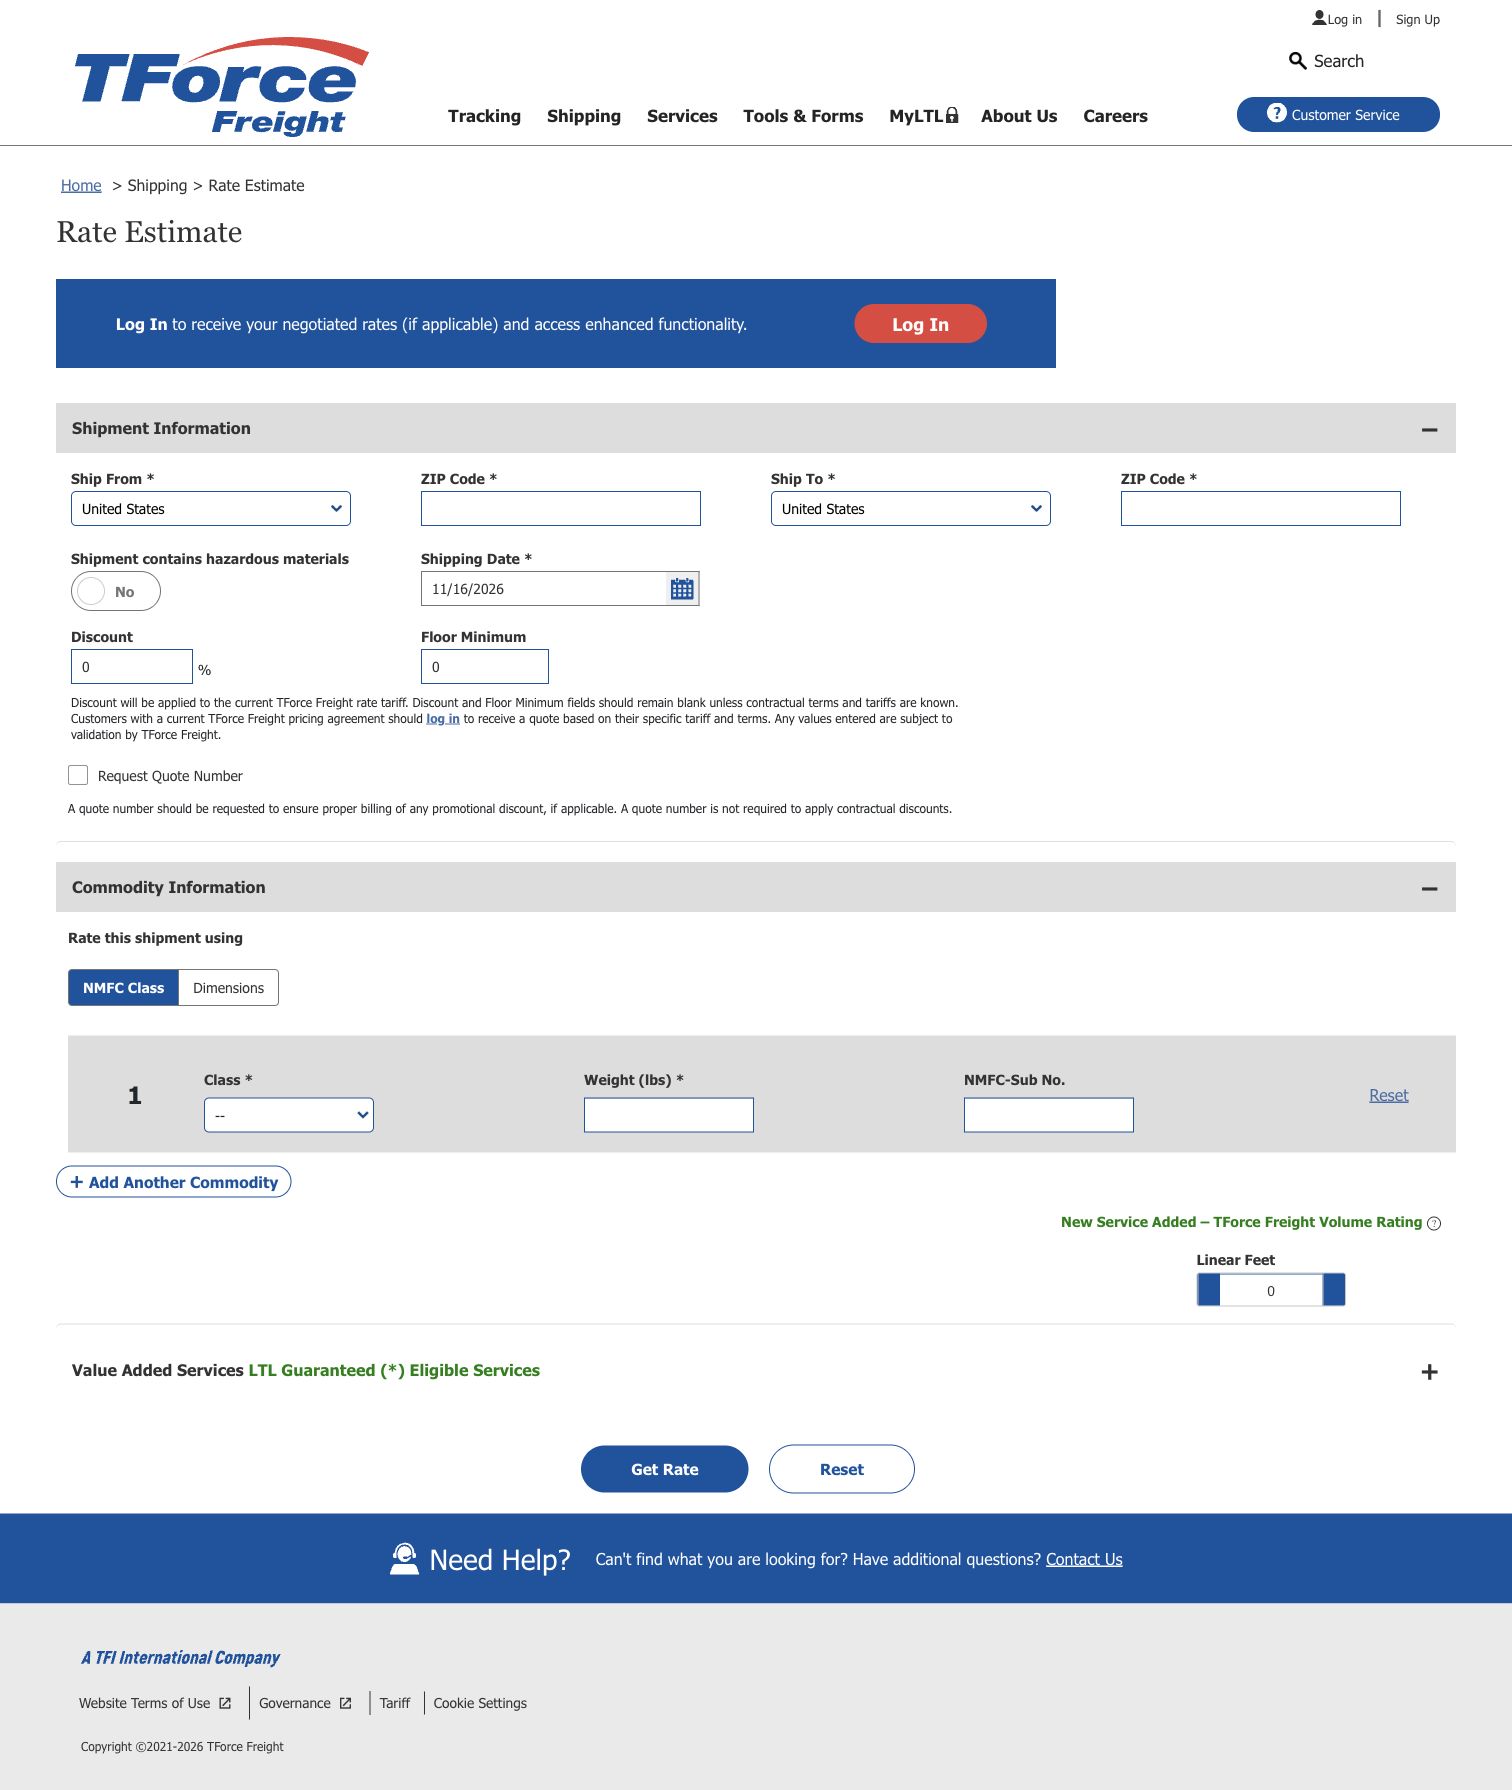 Log in | Sign Up
TForce
Freight
Search
Tracking Shipping Services Tools & Forms MyLTL About Us Careers
? Customer Service
Home > Shipping > Rate Estimate
Rate Estimate
Log In to receive your negotiated rates (if applicable) and access enhanced functionality.
Log In
Shipment Information
Ship From * ZIP Code * Ship To * ZIP Code *
United States United States
Shipment contains hazardous materials Shipping Date *
No 11/16/2026
Discount Floor Minimum
0 % 0
Discount will be applied to the current TForce Freight rate tariff. Discount and Floor Minimum fields should remain blank unless contractual terms and tariffs are known.
Customers with a current TForce Freight pricing agreement should log in to receive a quote based on their specific tariff and terms. Any values entered are subject to
validation by TForce Freight.
Request Quote Number
A quote number should be requested to ensure proper billing of any promotional discount, if applicable. A quote number is not required to apply contractual discounts.
Commodity Information
Rate this shipment using
NMFC Class Dimensions
Class * Weight (lbs) * NMFC-Sub No.
1 -- Reset
+ Add Another Commodity
New Service Added – TForce Freight Volume Rating ?
Linear Feet
0
Value Added Services LTL Guaranteed (*) Eligible Services
Get Rate Reset
Need Help? Can't find what you are looking for? Have additional questions? Contact Us
A TFI International Company
Website Terms of Use | Governance | Tariff | Cookie Settings
Copyright ©2021-2026 TForce Freight